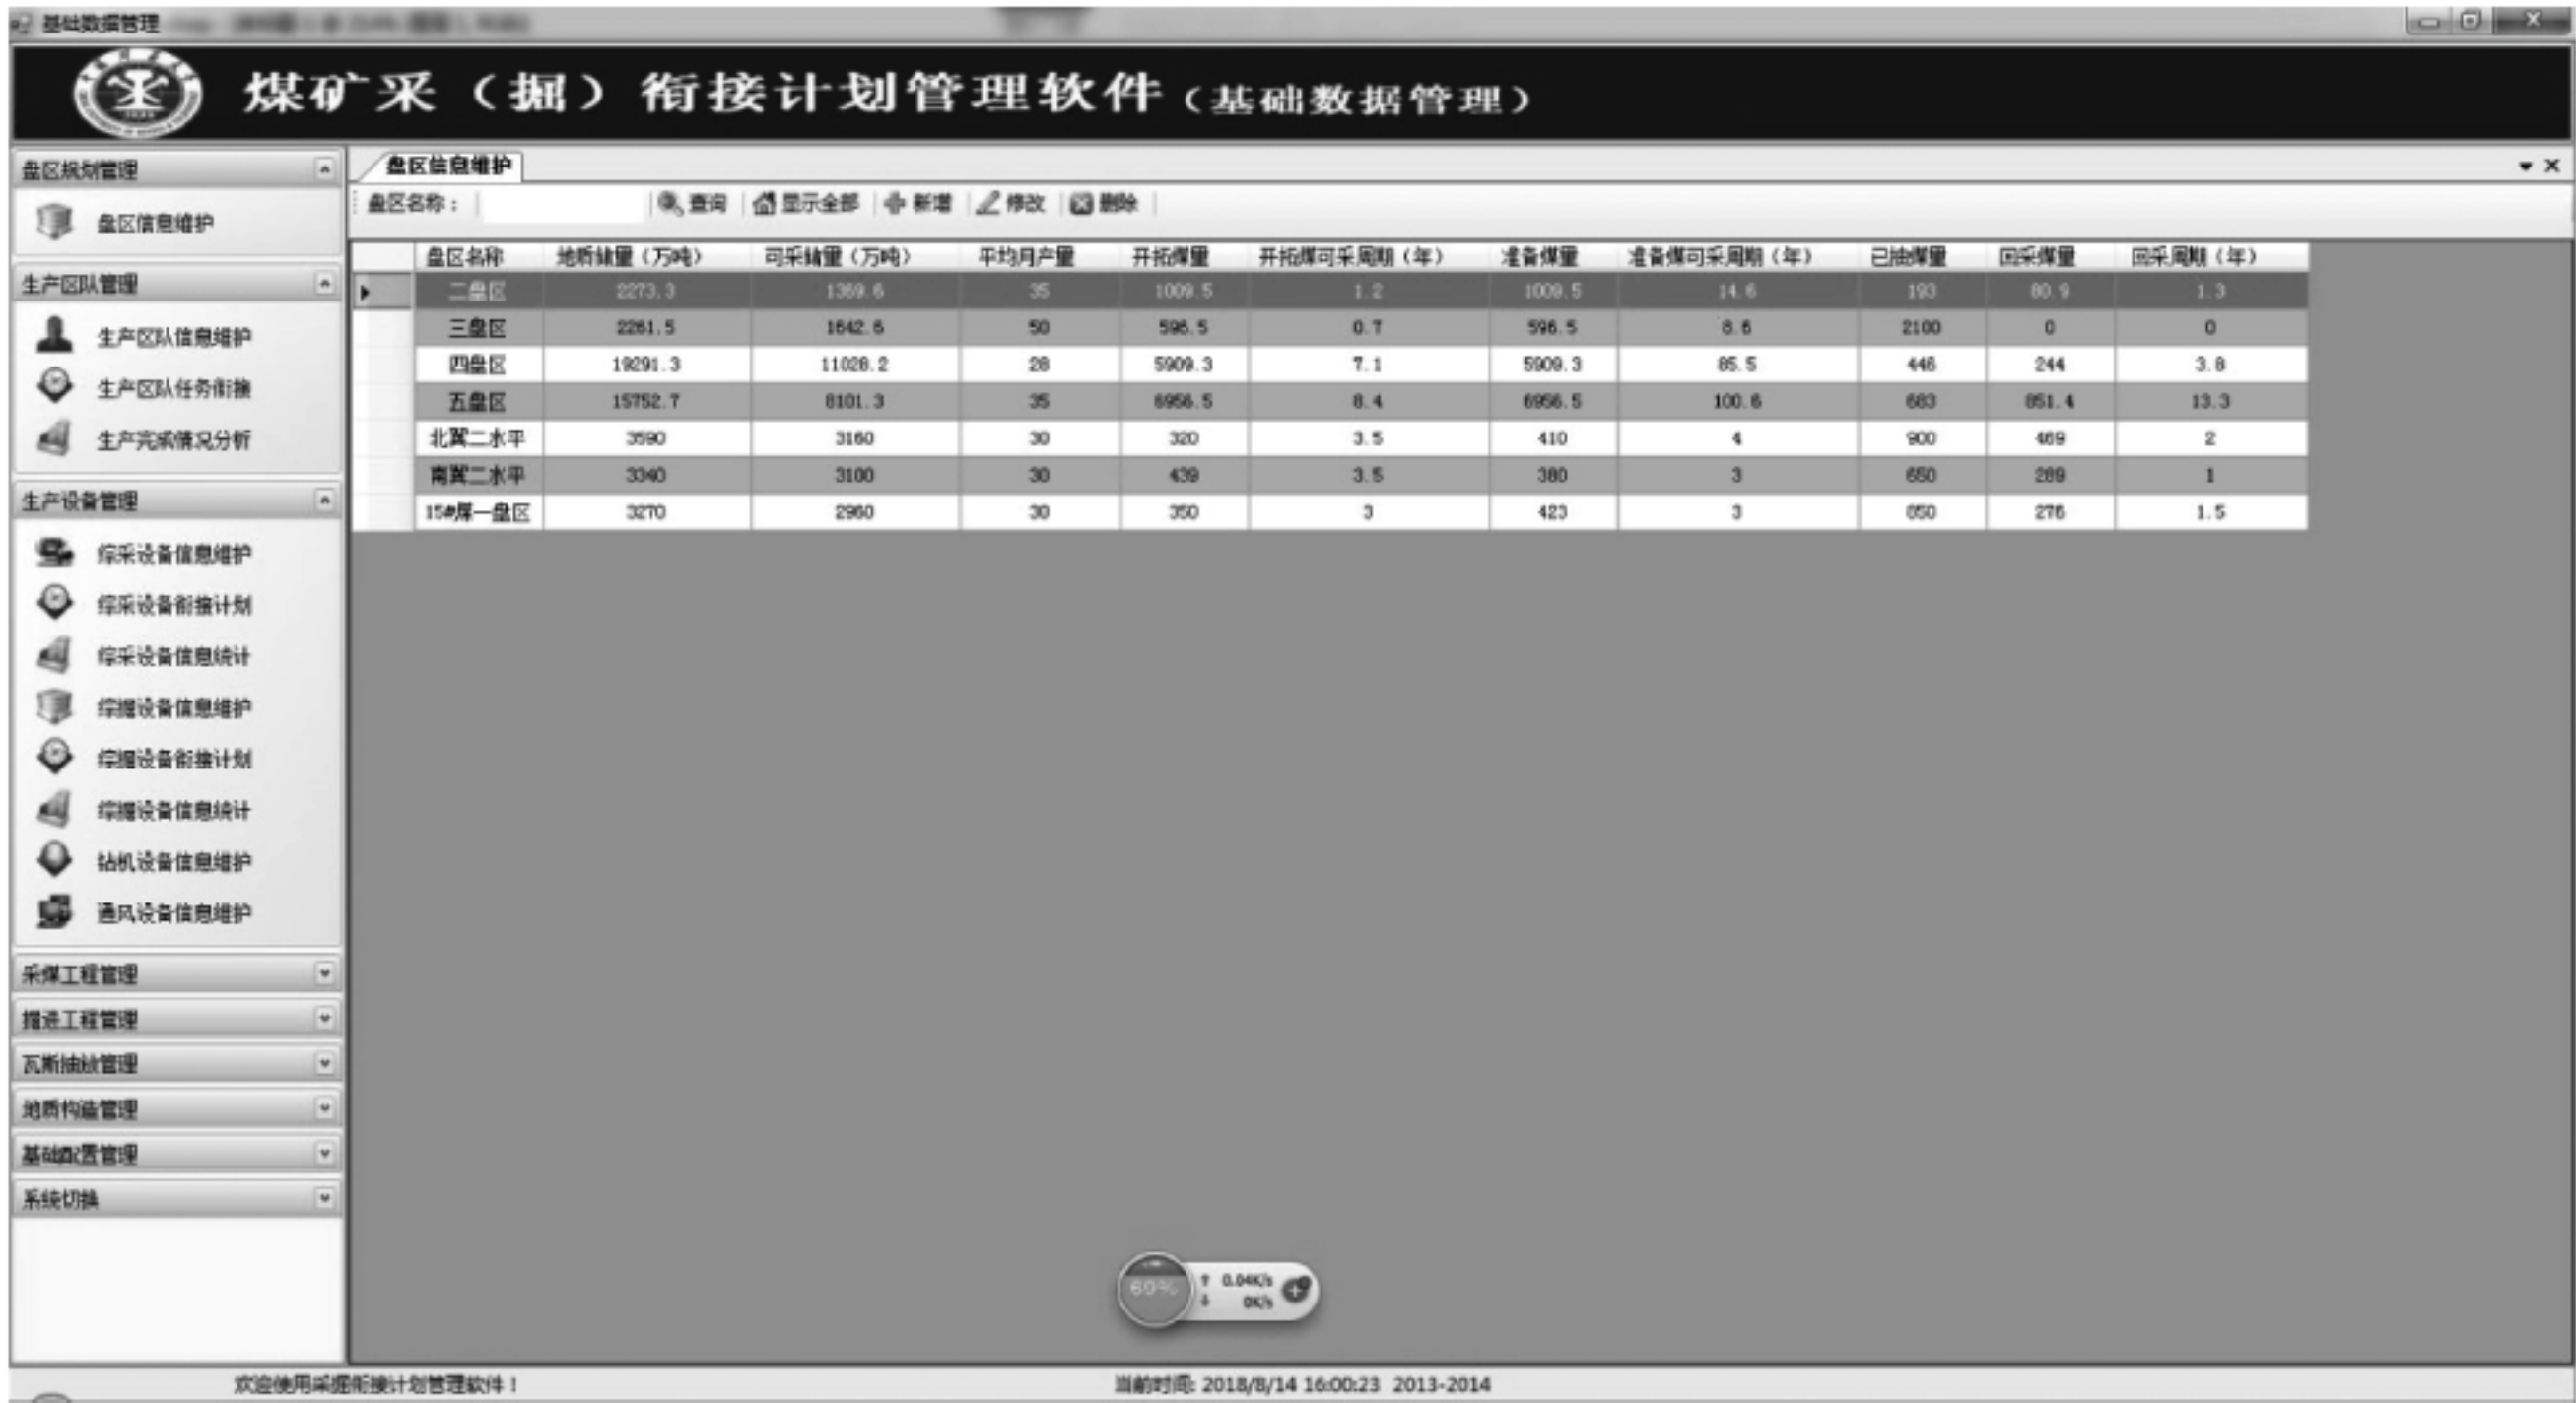 基础数据管理
煤矿采（掘）衔接计划管理软件（基础数据管理）
盘区规划管理
盘区信息维护
生产区队管理
生产区队信息维护
生产区队任务衔接
生产完成情况分析
生产设备管理
综采设备信息维护
综采设备衔接计划
综采设备信息统计
综掘设备信息维护
综掘设备衔接计划
综掘设备信息统计
钻机设备信息维护
通风设备信息维护
采煤工程管理
掘进工程管理
瓦斯抽放管理
地质构造管理
基础配置管理
系统切换
盘区信息维护
盘区名称： 查询 显示全部 新增 修改 删除
盘区名称 地质储量（万吨） 可采储量（万吨） 平均月产量 开拓煤量 开拓煤可采周期（年） 准备煤量 准备煤可采周期（年） 已抽煤量 回采煤量 回采周期（年）
二盘区 2273.3 1369.6 35 1009.5 1.2 1009.5 14.6 193 80.9 1.3
三盘区 2261.5 1642.6 50 596.5 0.7 596.5 8.6 2100 0 0
四盘区 19291.3 11028.2 28 5909.3 7.1 5909.3 85.5 446 244 3.8
五盘区 15752.7 8101.3 35 6956.5 8.4 6956.5 100.6 683 851.4 13.3
北翼二水平 3590 3160 30 320 3.5 410 4 900 469 2
南翼二水平 3340 3100 30 439 3.5 380 3 650 289 1
15#煤一盘区 3270 2960 30 350 3 423 3 850 276 1.5
69% ↑ 0.04K/s
↓ 0K/s
欢迎使用采掘衔接计划管理软件！ 当前时间: 2018/8/14 16:00:23 2013-2014